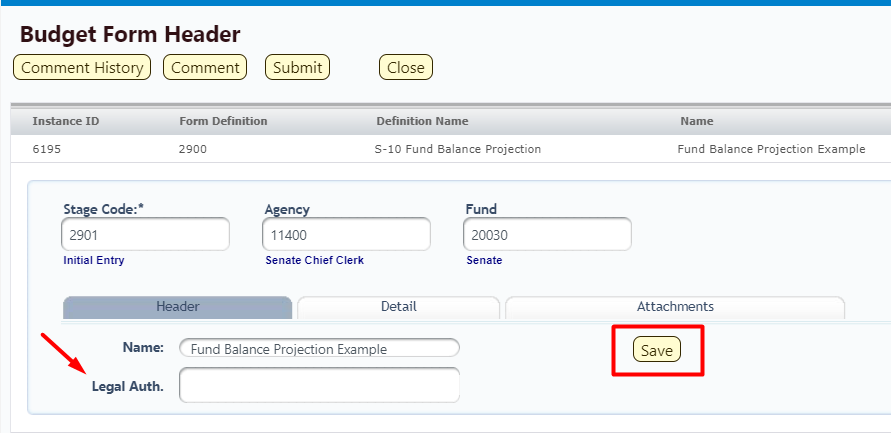 Budget Form Header
Comment History Comment Submit Close
Instance ID Form Definition Definition Name Name
6195 2900 S-10 Fund Balance Projection Fund Balance Projection Example
Stage Code:* Agency Fund
2901 11400 20030
Initial Entry Senate Chief Clerk Senate
Header Detail Attachments
Name: Fund Balance Projection Example Save
Legal Auth.